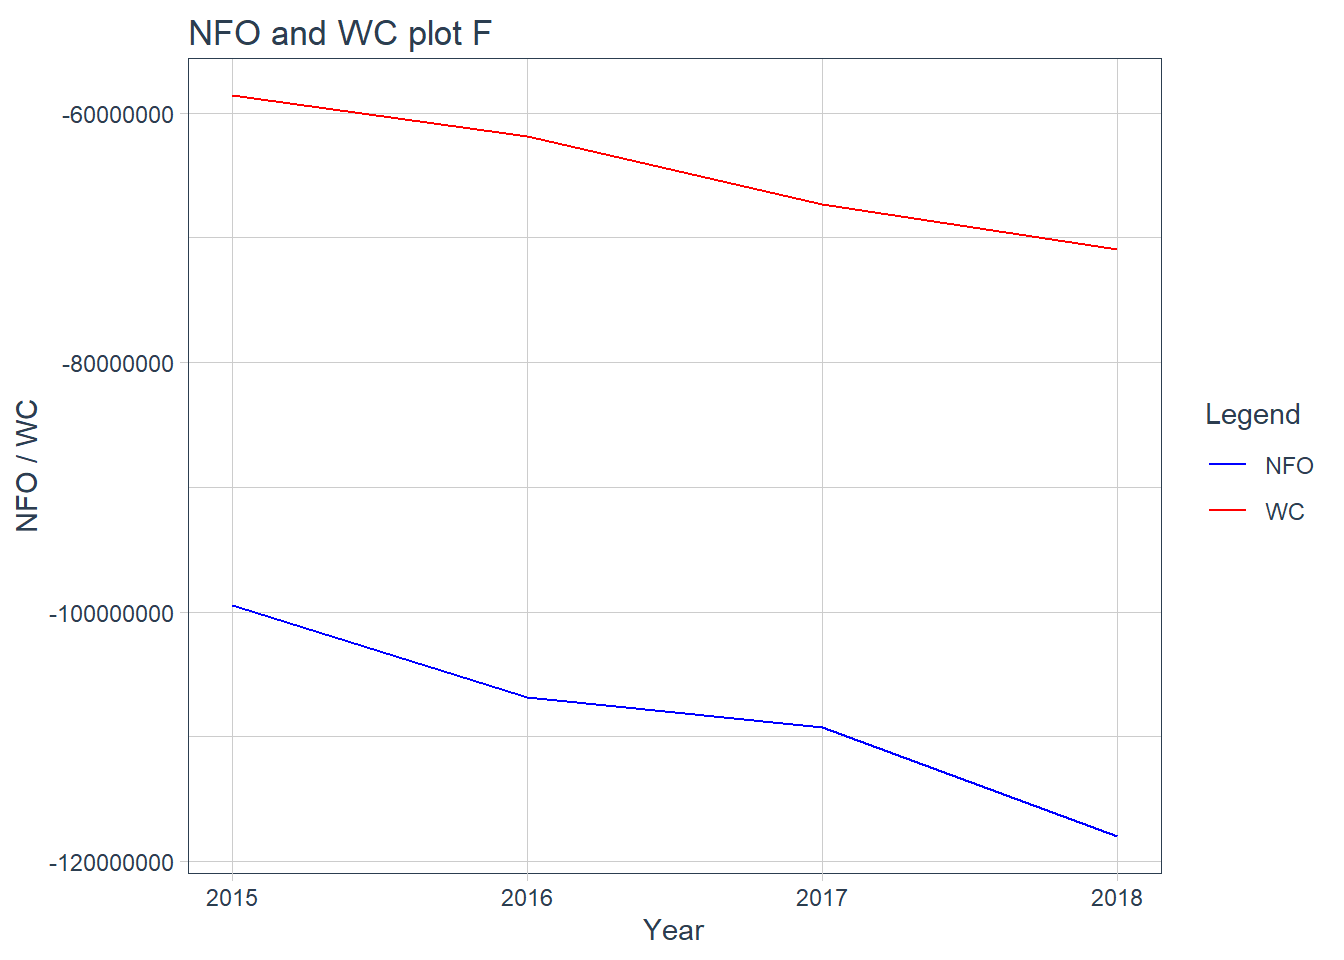 NFO and WC plot F
-60000000
-80000000
-100000000
-120000000
NFO / WC
2015 2016 2017 2018
Year
Legend
NFO
WC